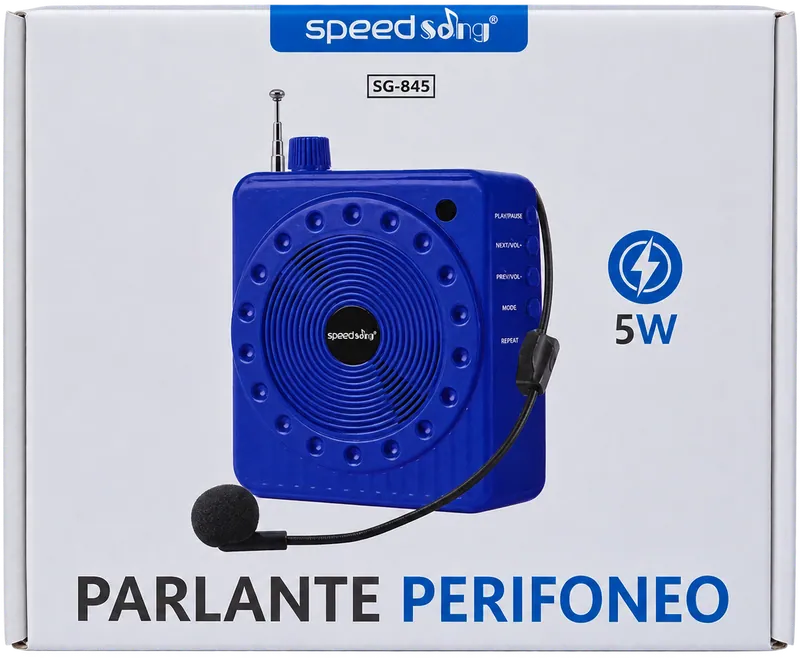 speedsong®
SG-845
PLAY/PAUSE
NEXT/VOL+
PREV/VOL-
MODE
REPEAT
speedsong®
5W
PARLANTE PERIFONEO